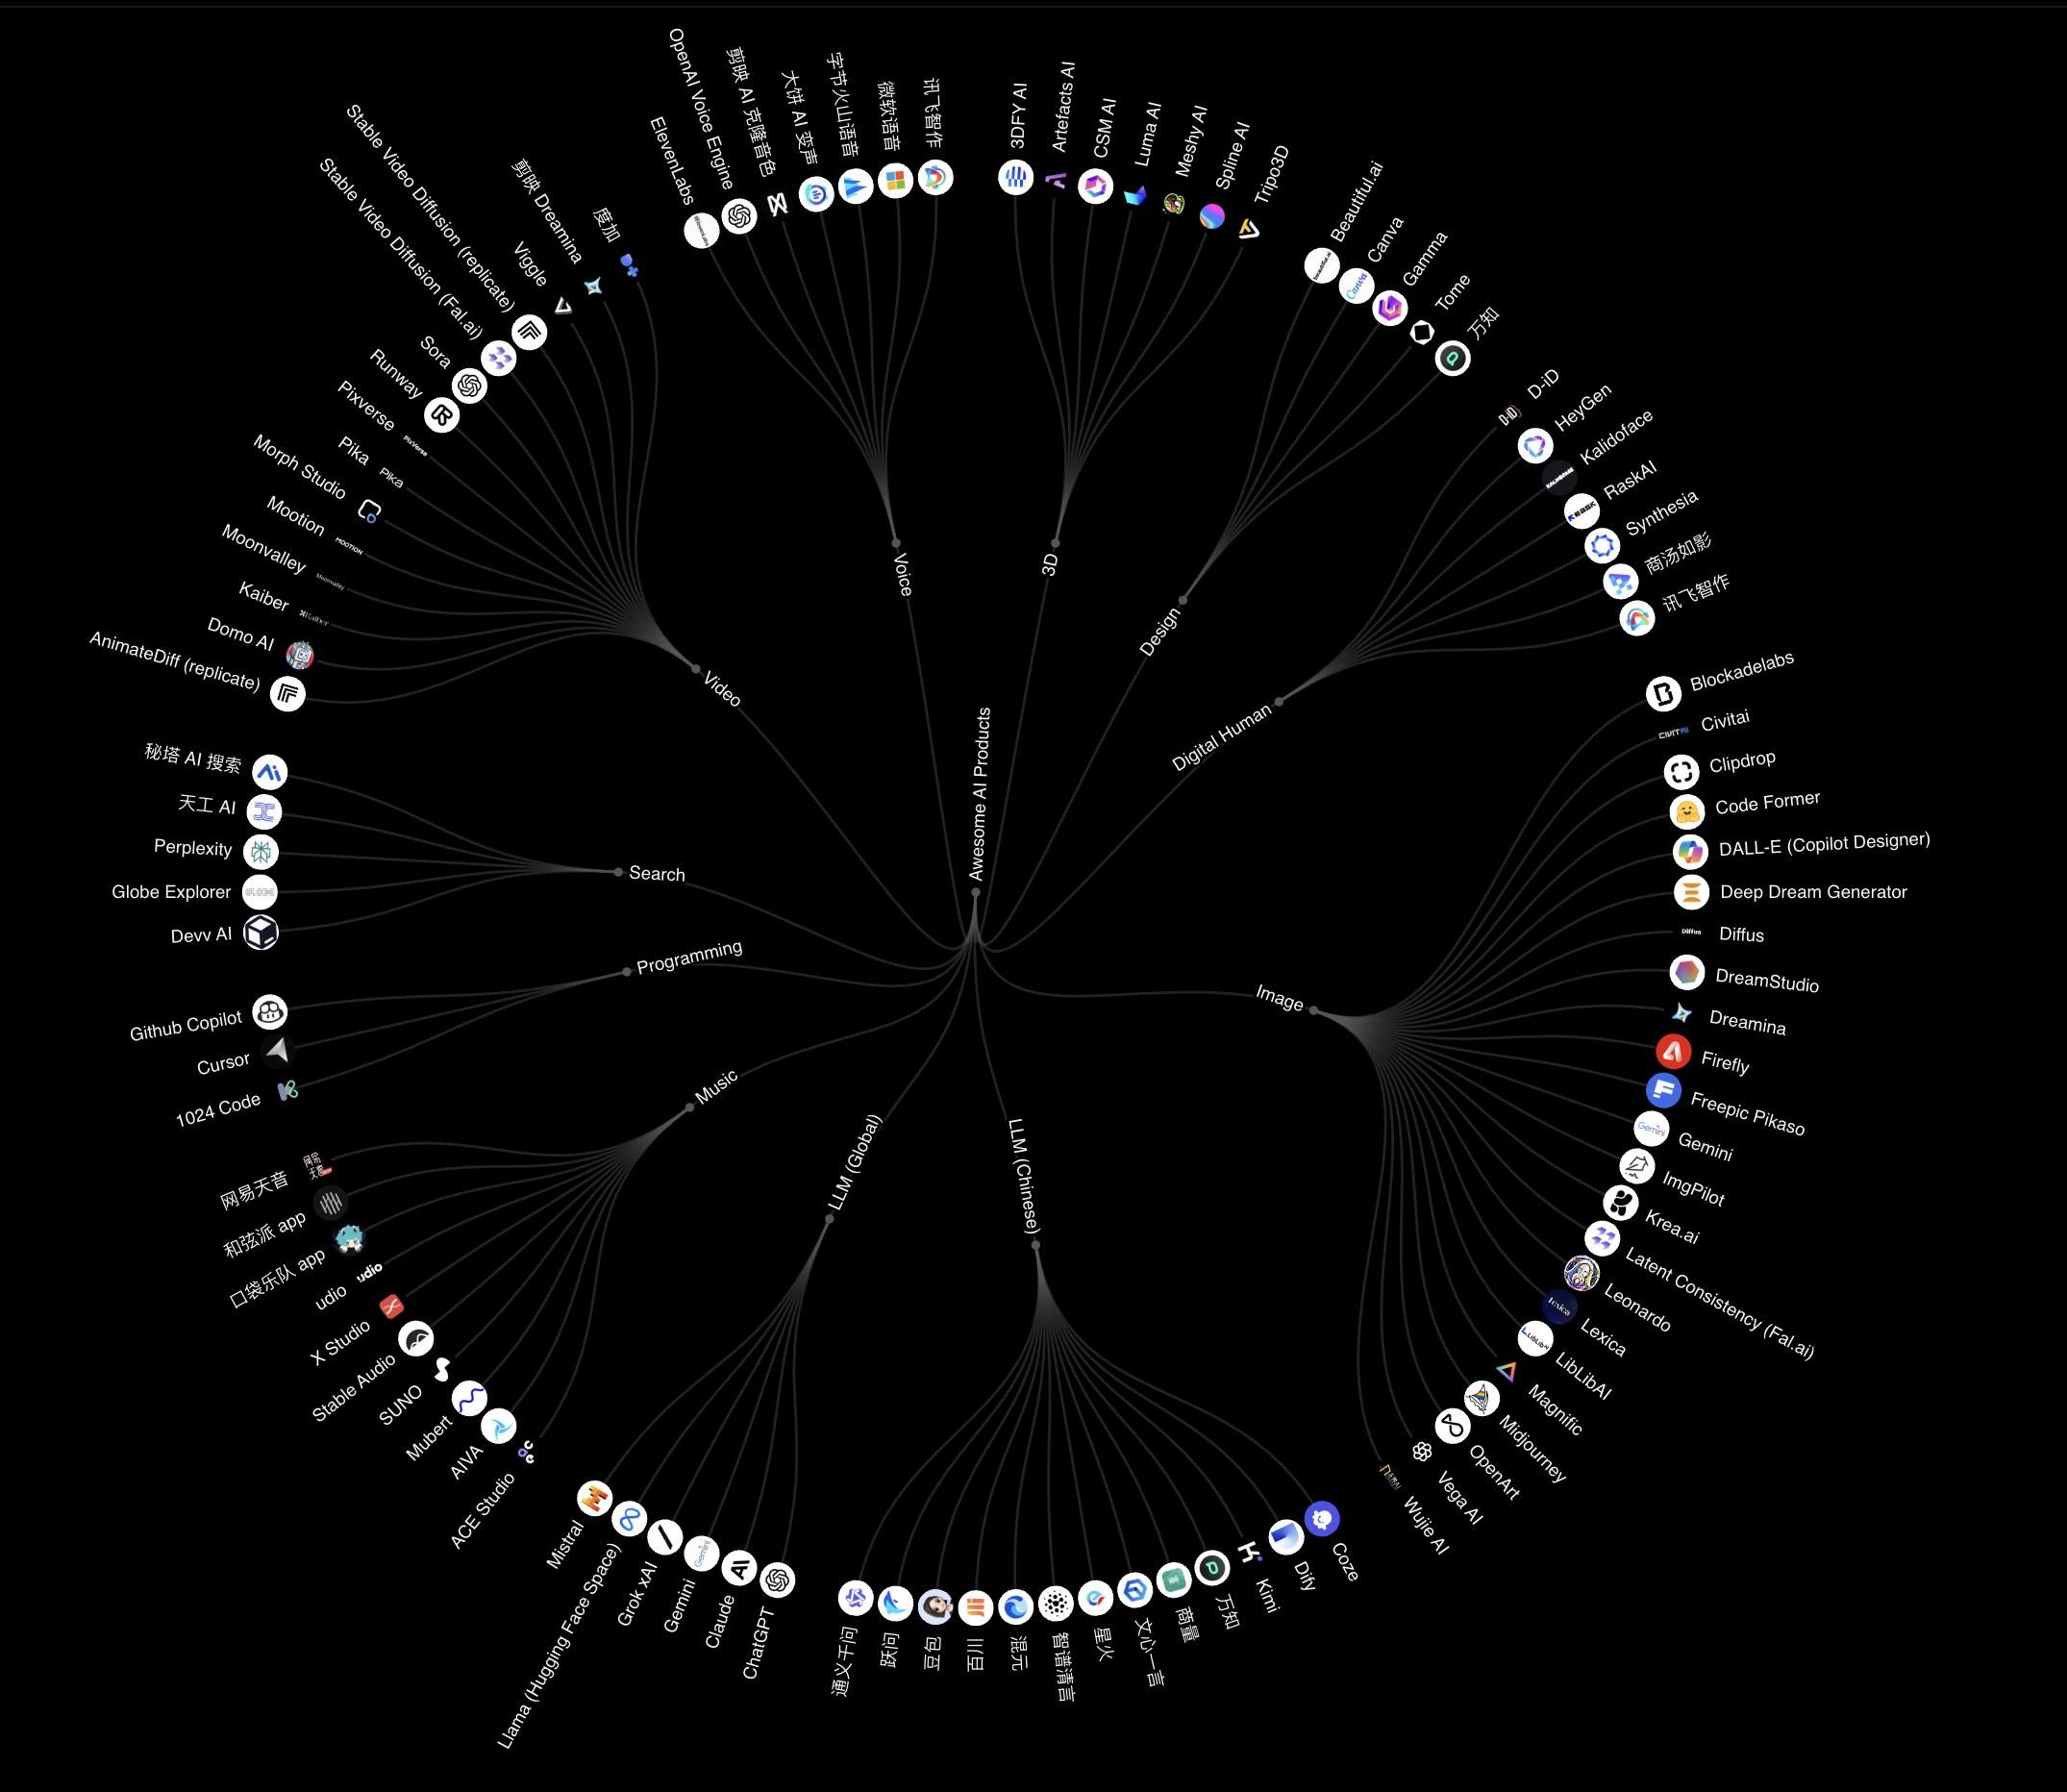 Awesome AI Products
3D
3DFY AI
Artefacts AI
CSM AI
Luma AI
Meshy AI
Spline AI
Tripo3D
Design
Beautiful.ai
Canva
Gamma
Tome
万知
Digital Human
D-iD
HeyGen
Kalidoface
RaskAI
Synthesia
商汤如影
讯飞智作
Image
Blockadelabs
Civitai
Clipdrop
Code Former
DALL-E (Copilot Designer)
Deep Dream Generator
Diffus
DreamStudio
Dreamina
Firefly
Freepic Pikaso
Gemini
ImgPilot
Krea.ai
Latent Consistency (Fal.ai)
Leonardo
Lexica
LibLibAI
Magnific
Midjourney
OpenArt
Vega AI
Wujie AI
LLM (Chinese)
Coze
Dify
Kimi
万知
商量
文心一言
星火
智谱清言
混元
百川
豆包
跃问
通义千问
LLM (Global)
ChatGPT
Claude
Gemini
Grok xAI
Llama (Hugging Face Space)
Mistral
Music
ACE Studio
AIVA
Mubert
SUNO
Stable Audio
X Studio
udio
口袋乐队 app
和弦派 app
网易天音
Programming
1024 Code
Cursor
Github Copilot
Search
Devv AI
Globe Explorer
Perplexity
天工 AI
秘塔 AI 搜索
Video
AnimateDiff (replicate)
Domo AI
Kaiber
Moonvalley
Mootion
Morph Studio
Pika
Pixverse
Runway
Sora
Stable Video Diffusion (Fal.ai)
Stable Video Diffusion (replicate)
Viggle
剪映 Dreamina
度加
Voice
ElevenLabs
OpenAI Voice Engine
剪映 AI 克隆音色
大饼 AI 变声
字节火山语音
微软语音
讯飞智作